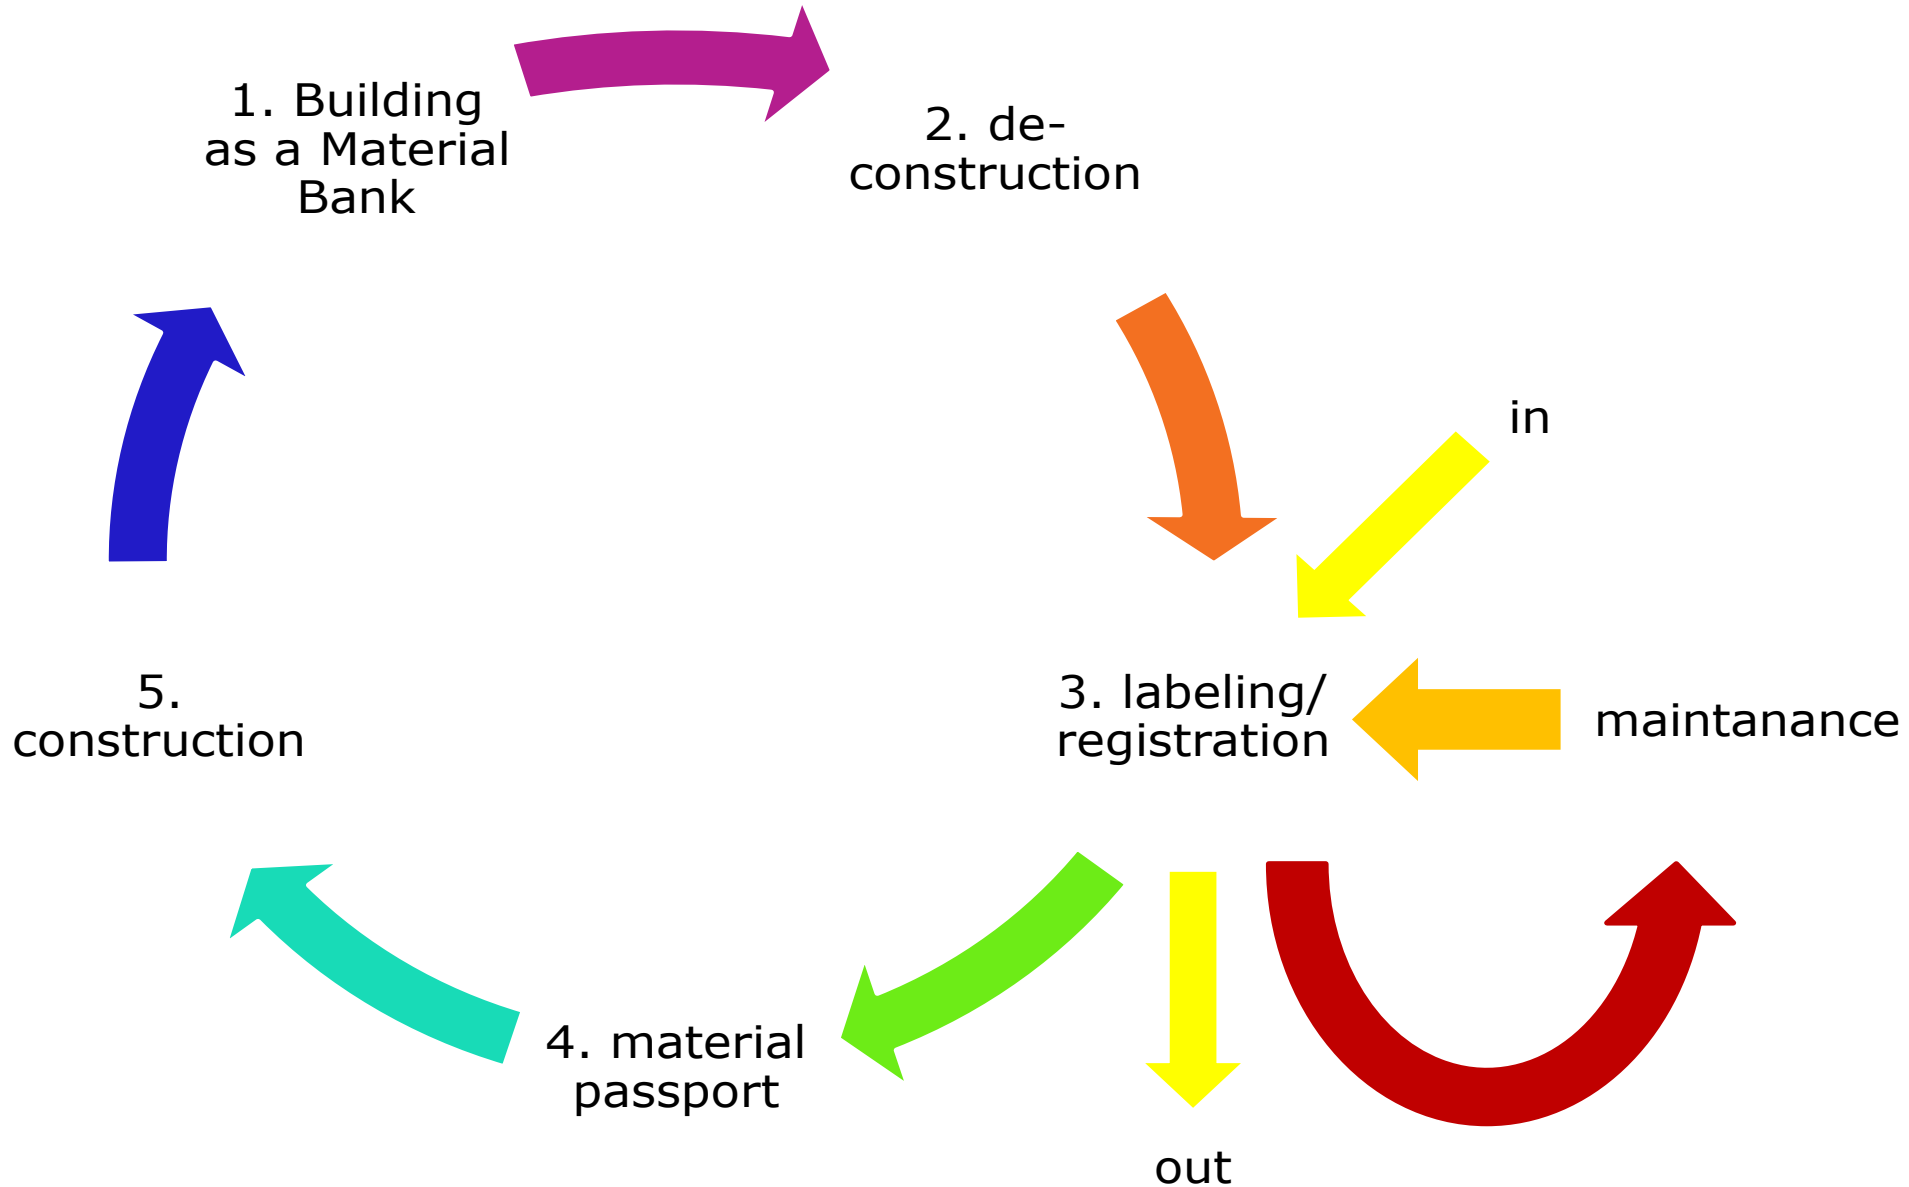 1. Building
as a Material
Bank
2. de-
construction
in
3. labeling/
registration
maintanance
4. material
passport
5.
construction
out